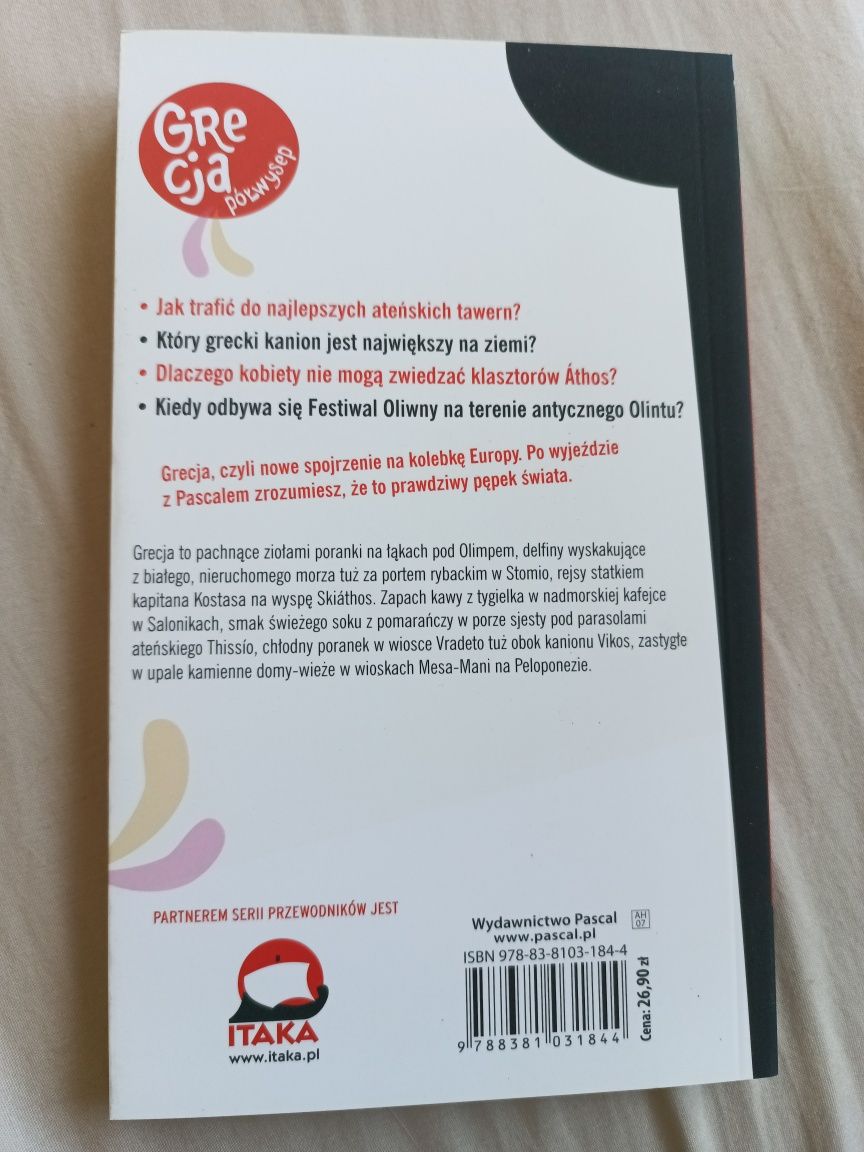 GRe
cja
półwysep
• Jak trafić do najlepszych ateńskich tawern?
• Który grecki kanion jest największy na ziemi?
• Dlaczego kobiety nie mogą zwiedzać klasztorów Áthos?
• Kiedy odbywa się Festiwal Oliwny na terenie antycznego Olintu?
Grecja, czyli nowe spojrzenie na kolebkę Europy. Po wyjeździe
z Pascalem zrozumiesz, że to prawdziwy pępek świata.
Grecja to pachnące ziołami poranki na łąkach pod Olimpem, delfiny wyskakujące
z białego, nieruchomego morza tuż za portem rybackim w Stomio, rejsy statkiem
kapitana Kostasa na wyspę Skiáthos. Zapach kawy z tygielka w nadmorskiej kafejce
w Salonikach, smak świeżego soku z pomarańczy w porze sjesty pod parasolami
ateńskiego Thissío, chłodny poranek w wiosce Vradeto tuż obok kanionu Vikos, zastygłe
w upale kamienne domy-wieże w wioskach Mesa-Mani na Peloponezie.
PARTNEREM SERII PRZEWODNIKÓW JEST
ITAKA
www.itaka.pl
Wydawnictwo Pascal
www.pascal.pl
AH
07
ISBN 978-83-8103-184-4
9 788381 031844
Cena: 26,90 zł